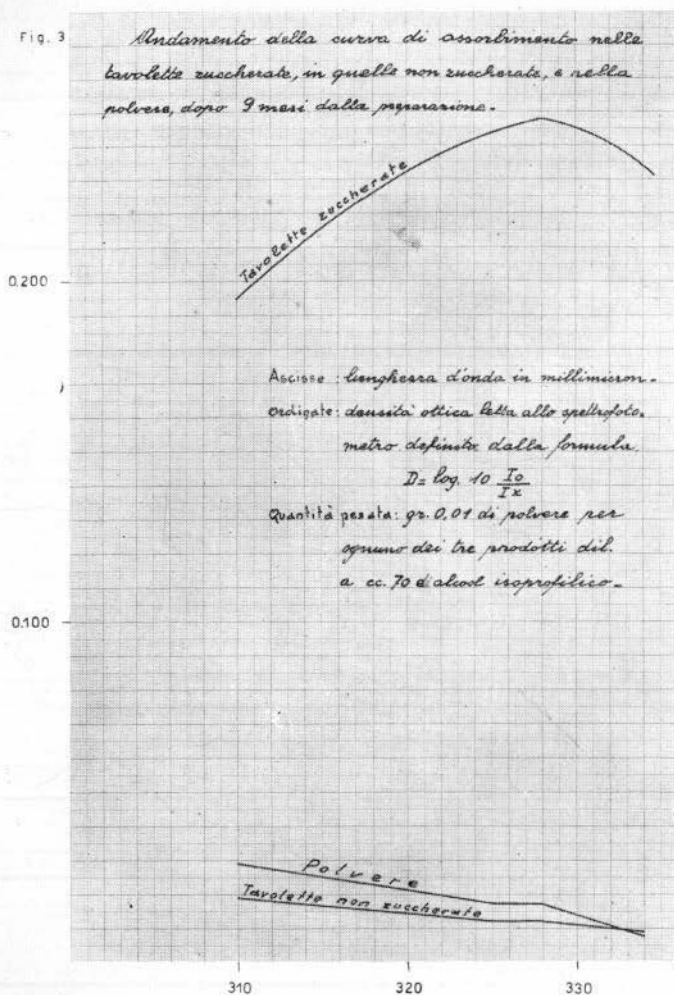 Fig. 3
Andamento della curva di assorbimento nelle
tavolette zuccherate, in quelle non zuccherate, e nella
polvere, dopo 9 mesi dalla preparazione.
Tavolette zuccherate
0.200
Ascisse: lunghezza d'onda in millimicron.
ordinate: densità ottica letta allo spettrofoto.
metro definita dalla formula
D= log. 10 Io
Ix
Quantità pesata: gr. 0,01 di polvere per
ognuno dei tre prodotti dil.
a cc. 70 d'alcool isopropilico.
0.100
Polvere
Tavolette non zuccherate
310 320 330